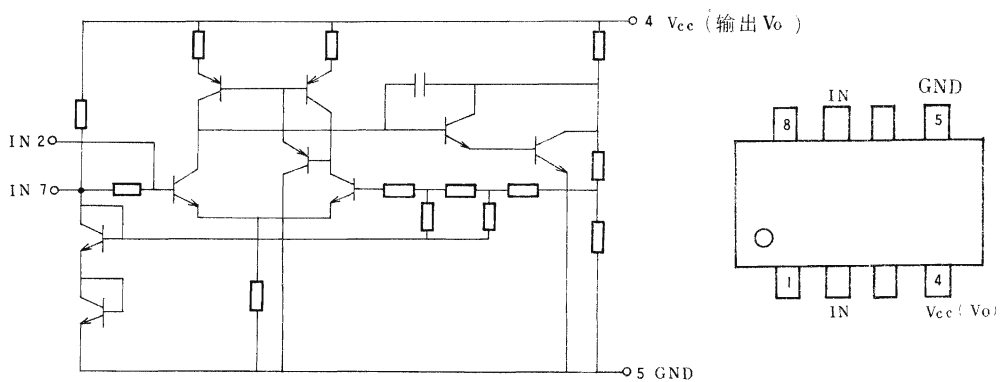 4 Vcc (输出Vo)
IN 2
IN 7
5 GND
IN
GND
8
5
1
4
IN
Vcc(Vo)